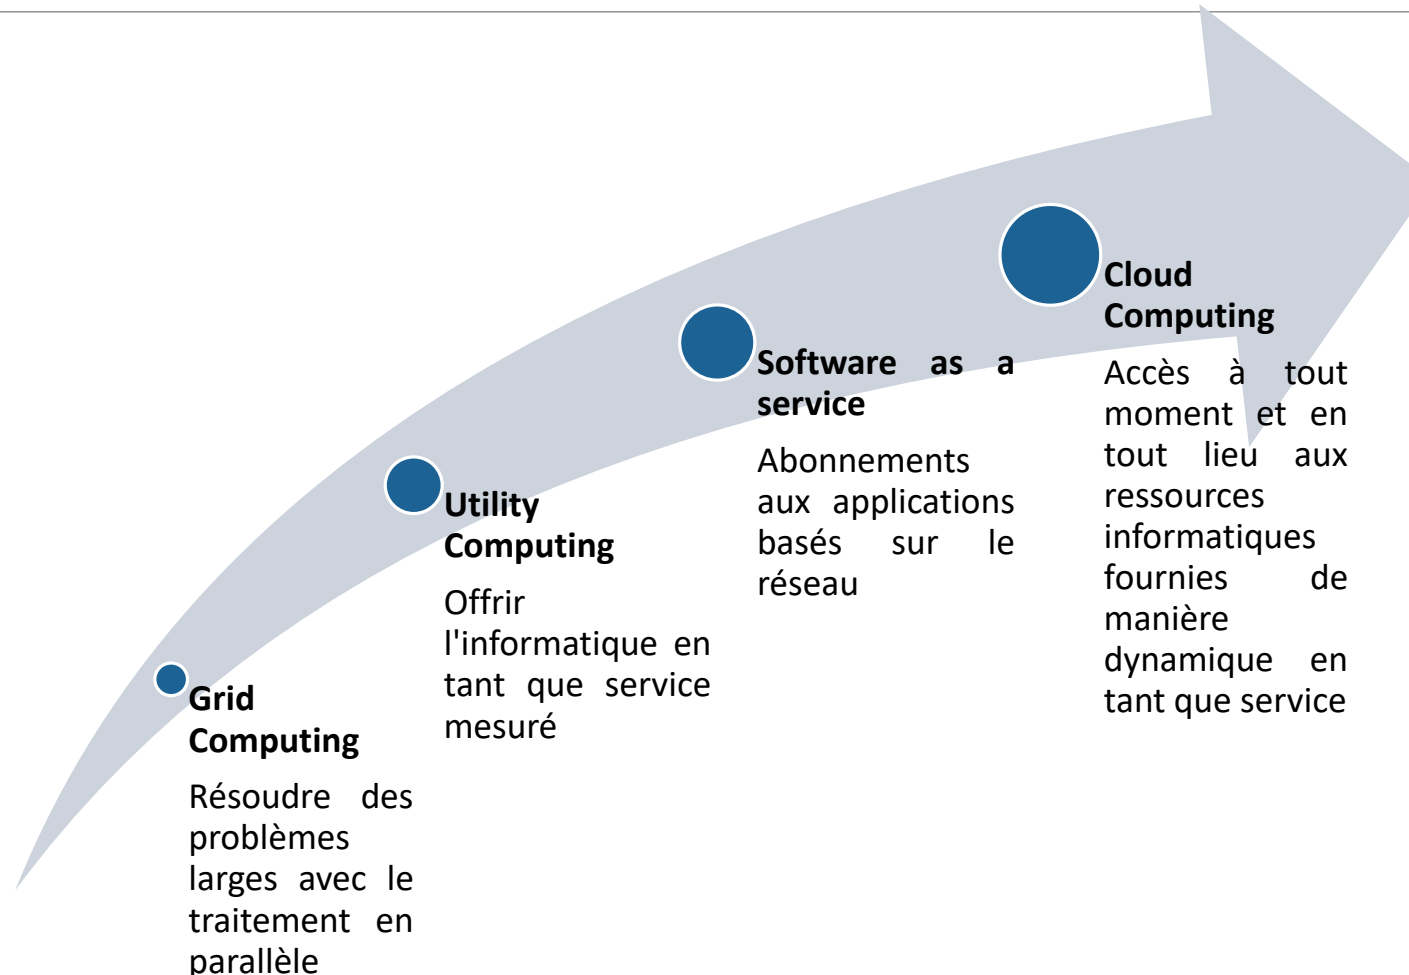 Grid
Computing
Résoudre des
problèmes
larges avec le
traitement en
parallèle
Utility
Computing
Offrir
l'informatique en
tant que service
mesuré
Software as a
service
Abonnements
aux applications
basés sur le
réseau
Cloud
Computing
Accès à tout
moment et en
tout lieu aux
ressources
informatiques
fournies de
manière
dynamique en
tant que service